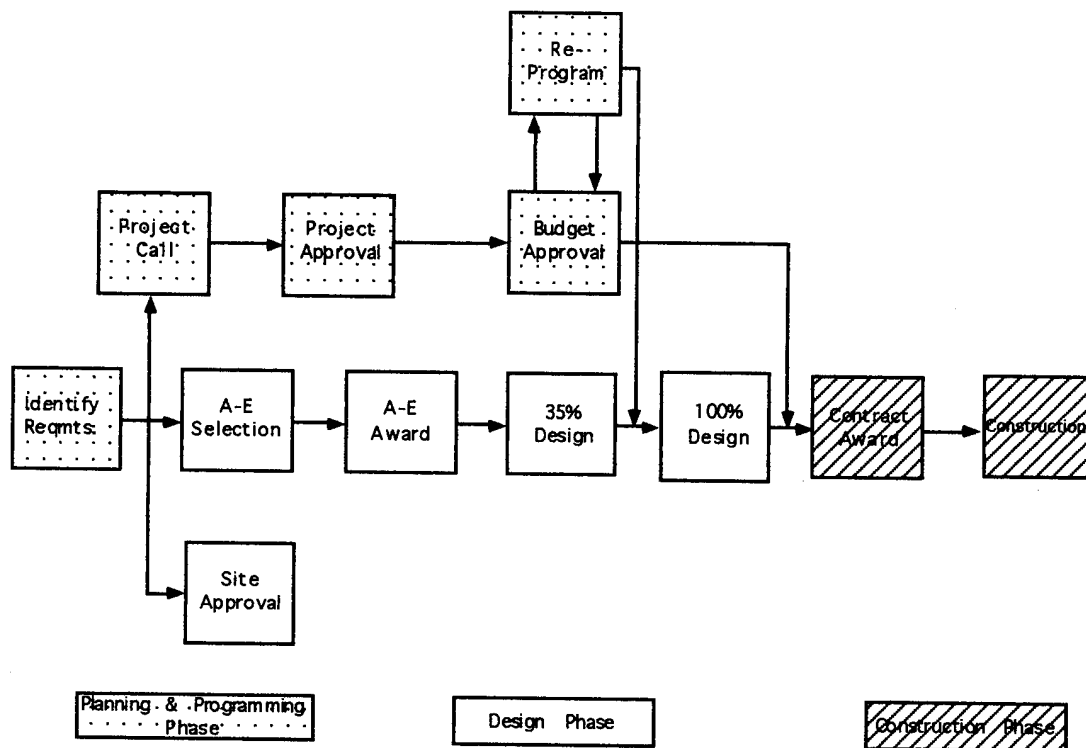 Re-
Program
Project
Call
Project
Approval
Budget
Approval
Identify
Reqmts.
A-E
Selection
A-E
Award
35%
Design
100%
Design
Contract
Award
Construction
Site
Approval
Planning & Programming
Phase
Design Phase
Construction Phase